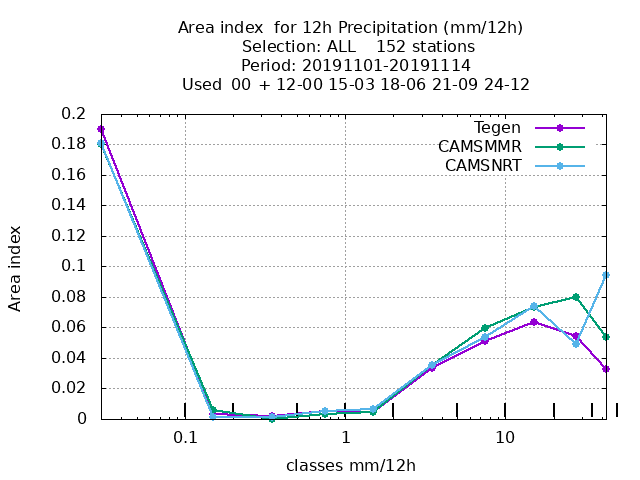 Area index  for 12h Precipitation (mm/12h)
Selection: ALL    152 stations
Period: 20191101-20191114
Used  00 + 12-00 15-03 18-06 21-09 24-12
Tegen
CAMSMMR
CAMSNRT
0.2
0.18
0.16
0.14
0.12
0.1
0.08
0.06
0.04
0.02
0
Area index
0.1 1 10
classes mm/12h